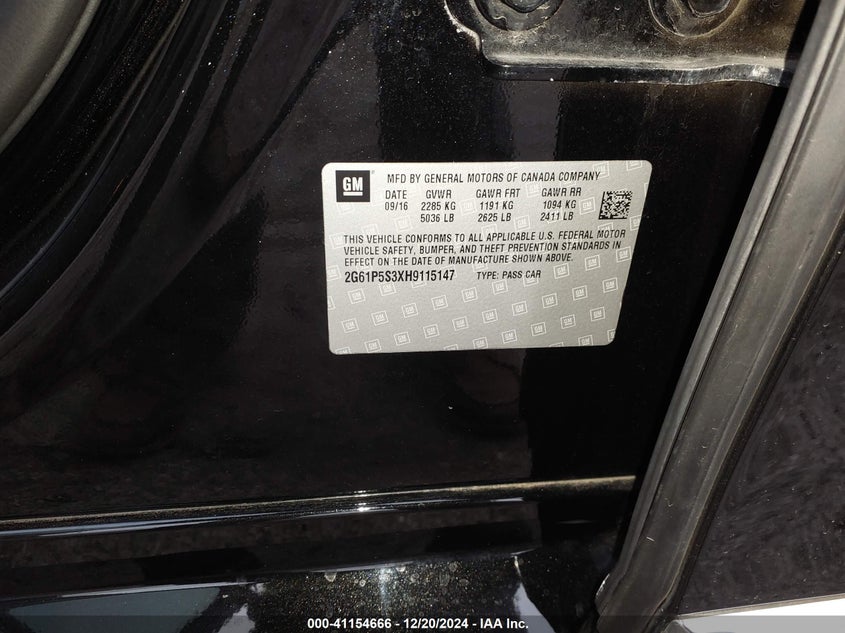 GM
MFD BY GENERAL MOTORS OF CANADA COMPANY
DATE GVWR GAWR FRT GAWR RR
09/16 2285 KG 1191 KG 1094 KG
5036 LB 2625 LB 2411 LB
THIS VEHICLE CONFORMS TO ALL APPLICABLE U.S. FEDERAL MOTOR
VEHICLE SAFETY, BUMPER, AND THEFT PREVENTION STANDARDS IN
EFFECT ON THE DATE OF MANUFACTURE SHOWN ABOVE.
2G61P5S3XH9115147 TYPE: PASS CAR
000-41154666 - 12/20/2024 - IAA Inc.